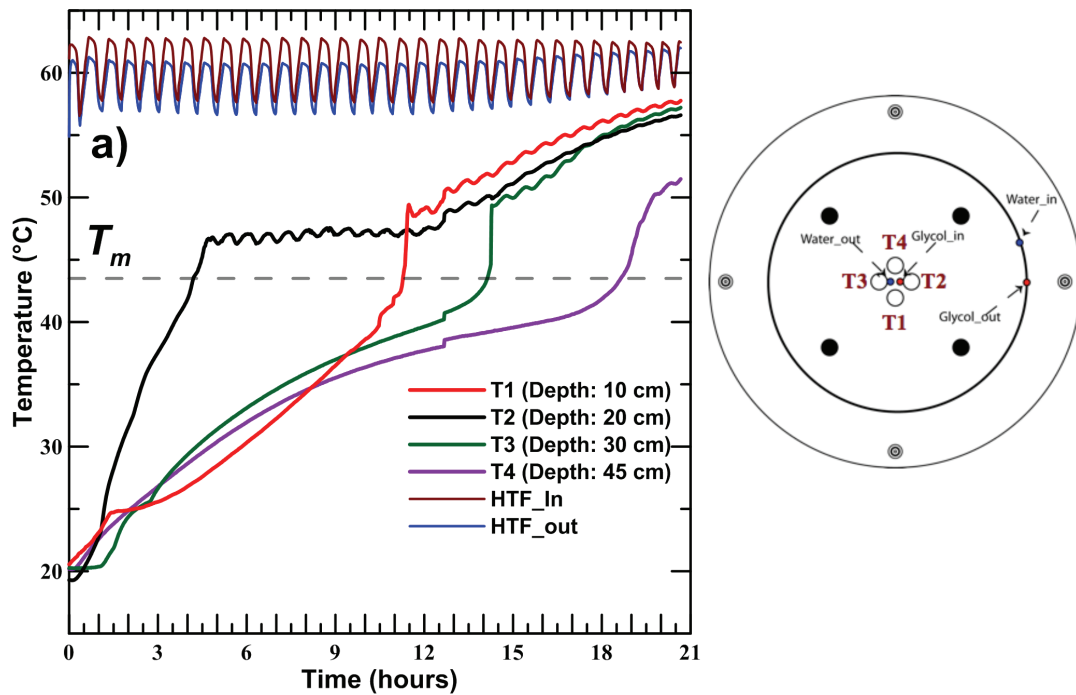 a)
Tm
60
50
40
30
20
0 3 6 9 12 15 18 21
Temperature (°C)
Time (hours)
T1 (Depth: 10 cm)
T2 (Depth: 20 cm)
T3 (Depth: 30 cm)
T4 (Depth: 45 cm)
HTF_In
HTF_out
Water_in
Water_out
Glycol_in
T4
T3
T2
T1
Glycol_out